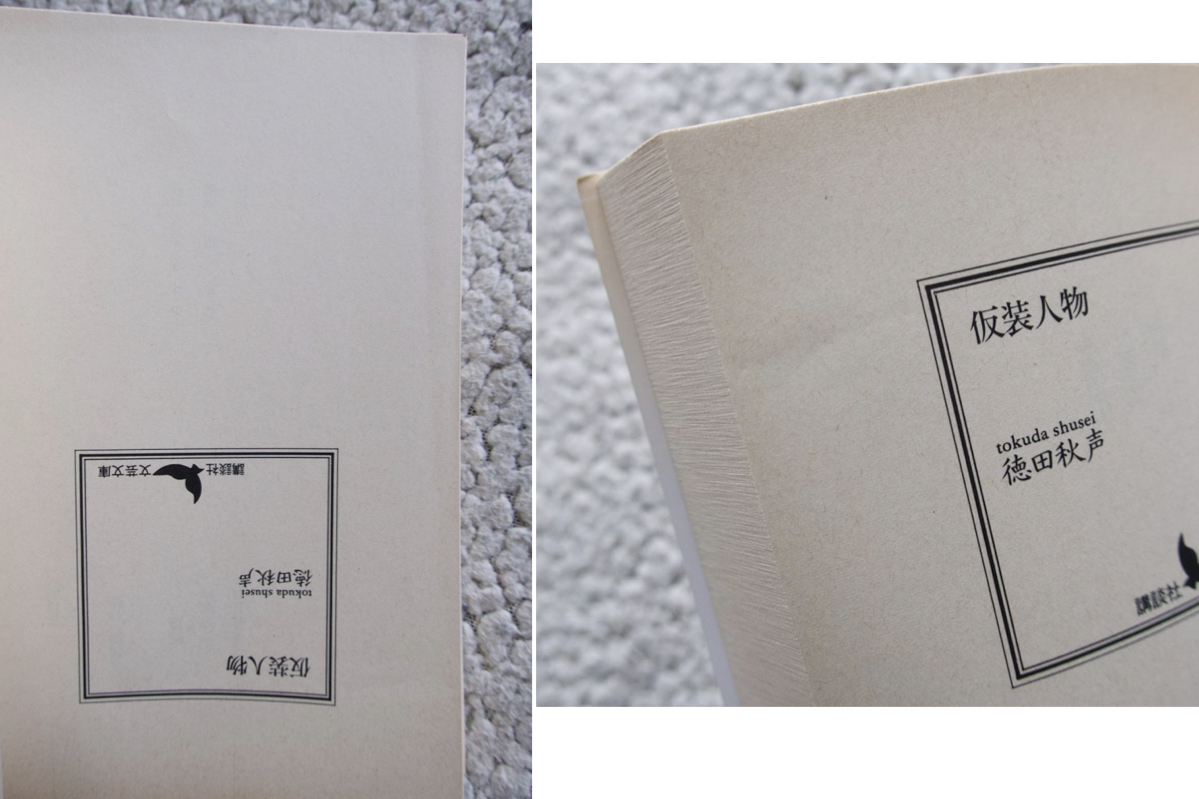 仮装人物
tokuda shusei
徳田秋声
講談社 文芸文庫
仮装人物
tokuda shusei
徳田秋声
講談社